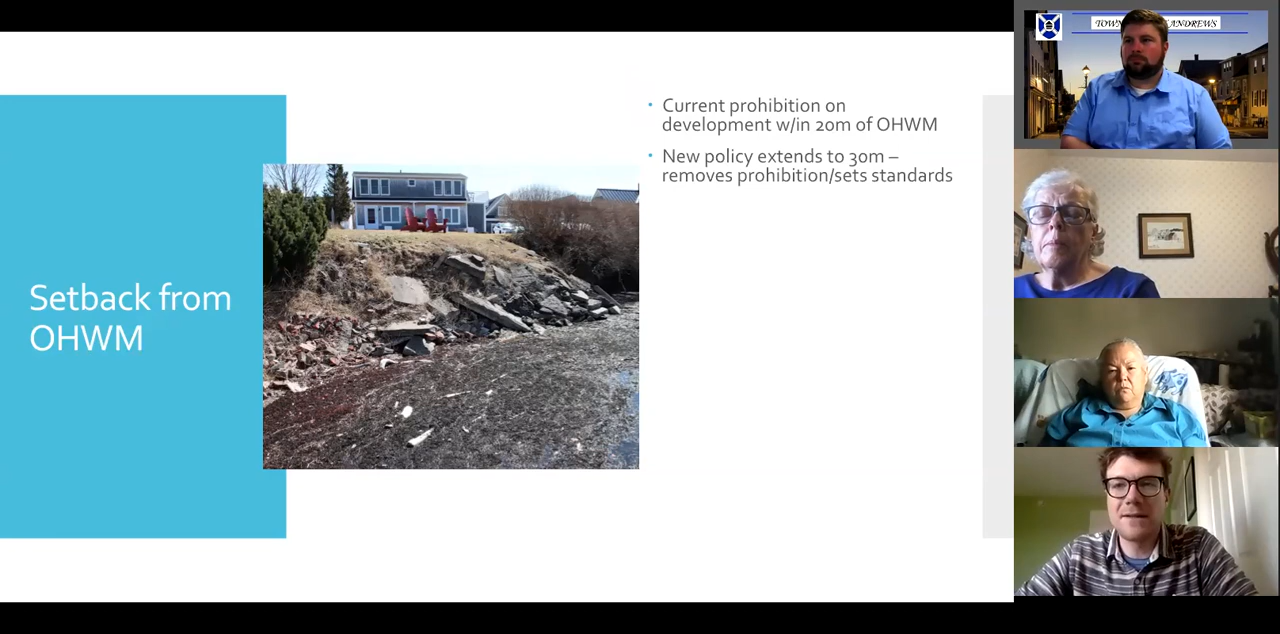 Setback from
OHWM
Current prohibition on
development w/in 20m of OHWM
New policy extends to 30m –
removes prohibition/sets standards
TOWN
ANDREWS